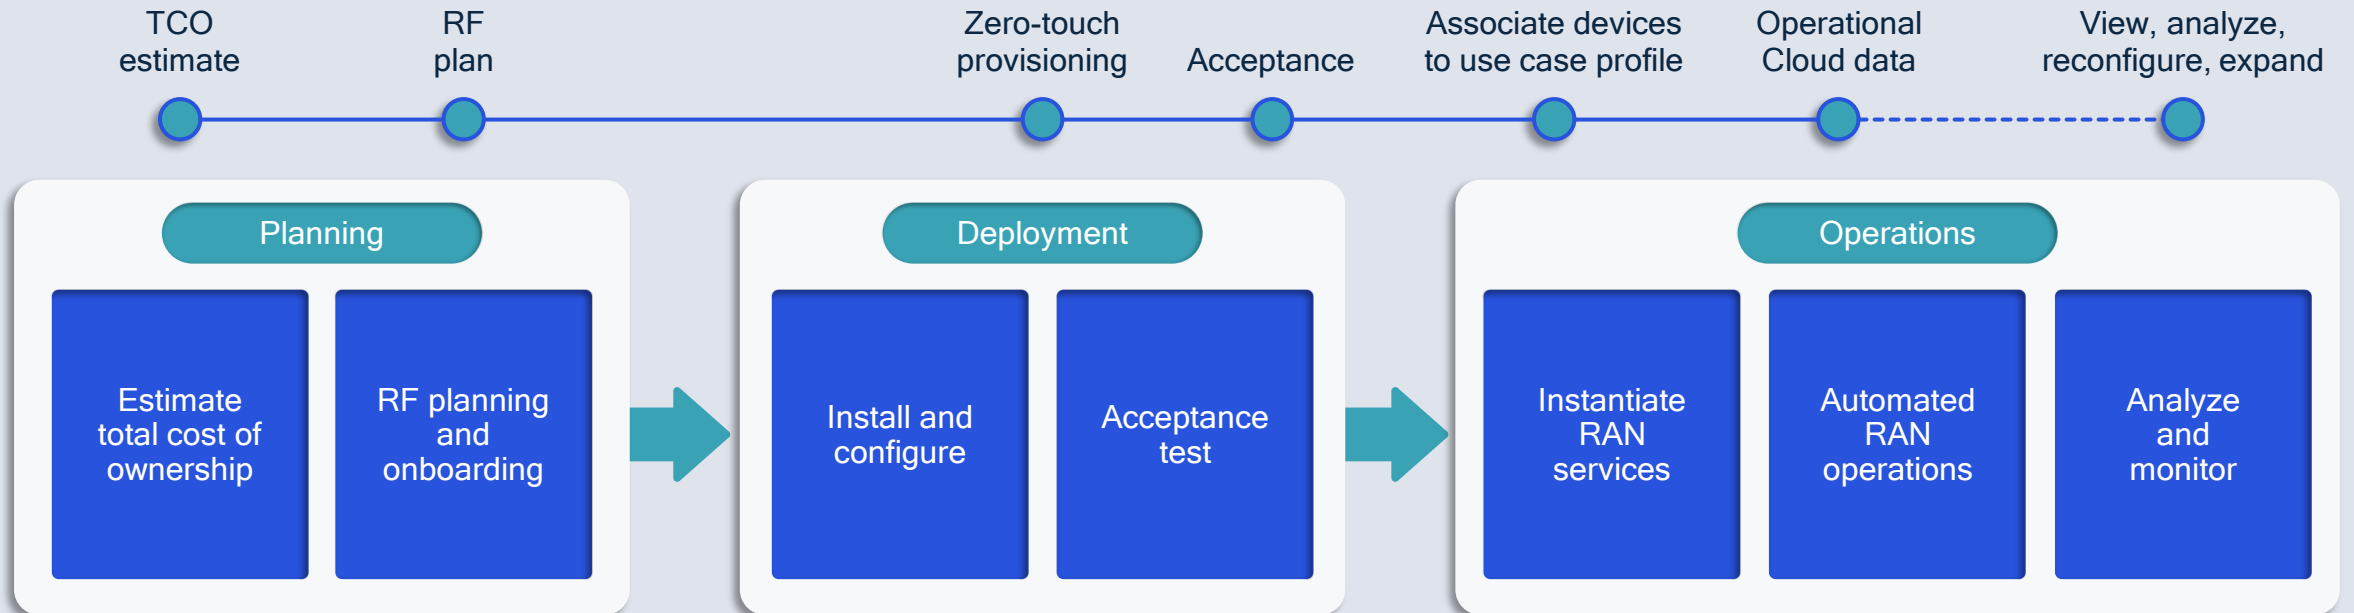 TCO
estimate
RF
plan
Zero-touch
provisioning
Acceptance
Associate devices
to use case profile
Operational
Cloud data
View, analyze,
reconfigure, expand
Planning
Estimate
total cost of
ownership
RF planning
and
onboarding
Deployment
Install and
configure
Acceptance
test
Operations
Instantiate
RAN
services
Automated
RAN
operations
Analyze
and
monitor